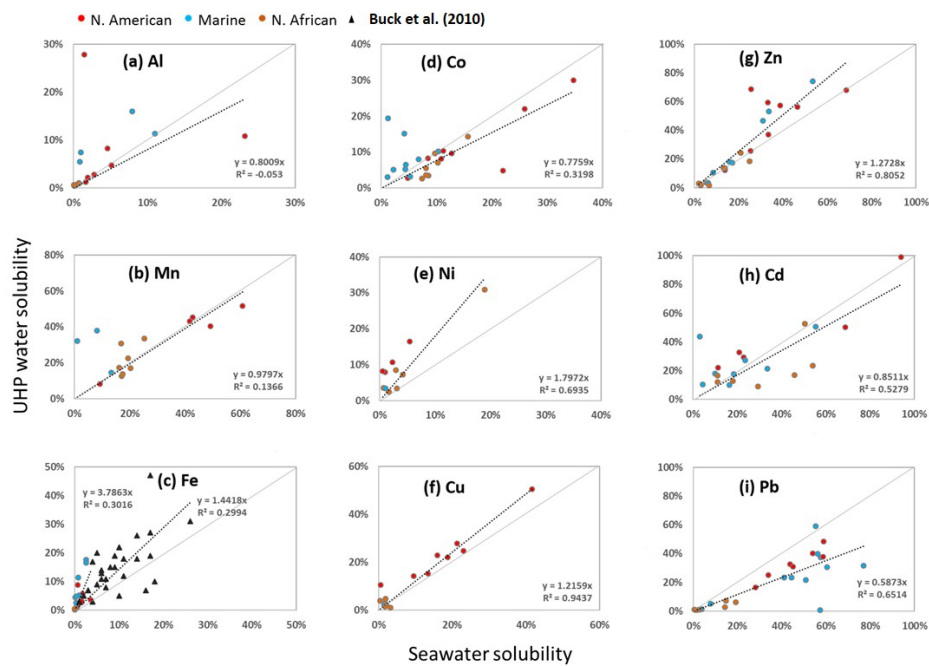 N. American Marine N. African Buck et al. (2010)
(a) Al
30%
20%
10%
0%
0% 10% 20% 30%
y = 0.8009x
R² = -0.053
(d) Co
40%
30%
20%
10%
0%
0% 10% 20% 30% 40%
y = 0.7759x
R² = 0.3198
(g) Zn
100%
80%
60%
40%
20%
0%
0% 20% 40% 60% 80% 100%
y = 1.2728x
R² = 0.8052
UHP water solubility
(b) Mn
80%
60%
40%
20%
0%
0% 20% 40% 60% 80%
y = 0.9797x
R² = 0.1366
(e) Ni
40%
30%
20%
10%
0%
0% 10% 20% 30% 40%
y = 1.7972x
R² = 0.6935
(h) Cd
100%
80%
60%
40%
20%
0%
0% 20% 40% 60% 80% 100%
y = 0.8511x
R² = 0.5279
(c) Fe
50%
40%
30%
20%
10%
0%
0% 10% 20% 30% 40% 50%
y = 3.7863x
R² = 0.3016
y = 1.4418x
R² = 0.2994
(f) Cu
60%
40%
20%
0%
0% 20% 40% 60%
y = 1.2159x
R² = 0.9437
(i) Pb
100%
80%
60%
40%
20%
0%
0% 20% 40% 60% 80% 100%
y = 0.5873x
R² = 0.6514
Seawater solubility